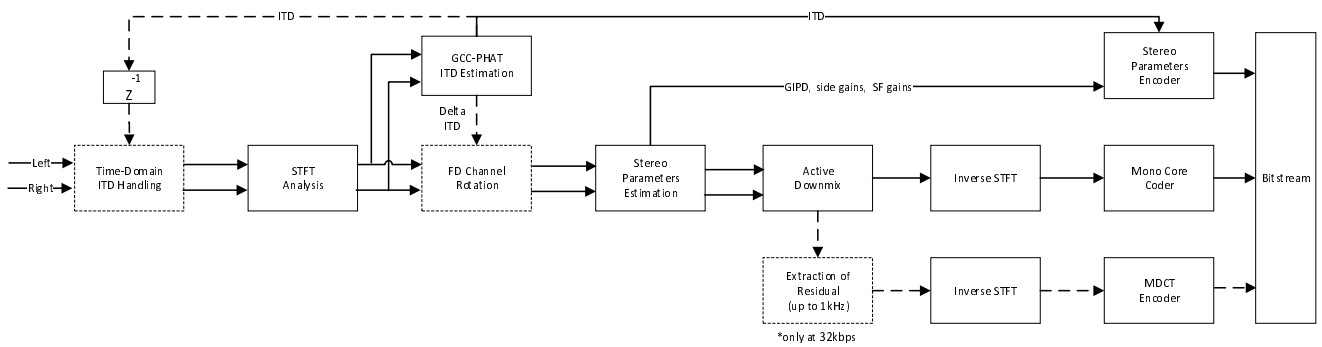 ITD
ITD
GCC-PHAT
ITD Estimation
Stereo
Parameters
Encoder
-1
Z
GIPD, side gains, SF gains
Delta
ITD
Left
Right
Time-Domain
ITD Handling
STFT
Analysis
FD Channel
Rotation
Stereo
Parameters
Estimation
Active
Downmix
Inverse STFT
Mono Core
Coder
Bitstream
Extraction of
Residual
(up to 1kHz)
Inverse STFT
MDCT
Encoder
*only at 32kbps